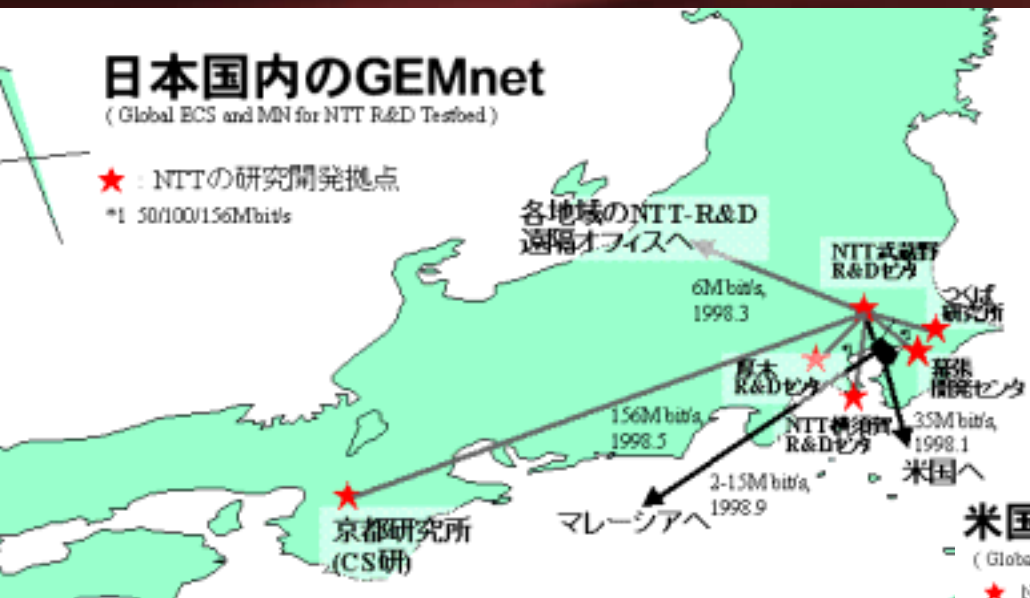 日本国内のGEMnet
( Global ECS and MN for NTT R&D Testbed )
★ : NTTの研究開発拠点
*1 50/100/156Mbit/s
各地域のNTT-R&D
遠隔オフィスへ
6Mbit/s,
1998.3
NTT武蔵野
R&Dセンタ
つくば
研究所
幕張
開発センタ
厚木
R&Dセンタ
NTT横須賀
R&Dセンタ
156Mbit/s,
1998.5
35Mbit/s,
1998.1
米国へ
2-15Mbit/s,
1998.9
マレーシアへ
京都研究所
(CS研)
米国
( Globa
★